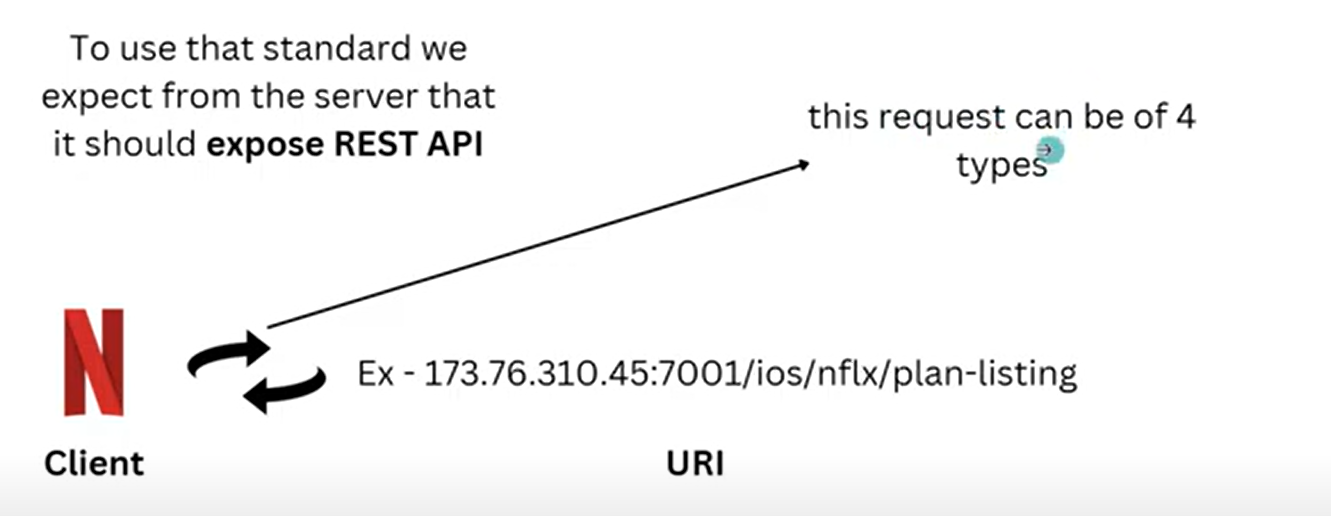 To use that standard we
expect from the server that
it should expose REST API
this request can be of 4
types
N
Ex - 173.76.310.45:7001/ios/nflx/plan-listing
Client
URI